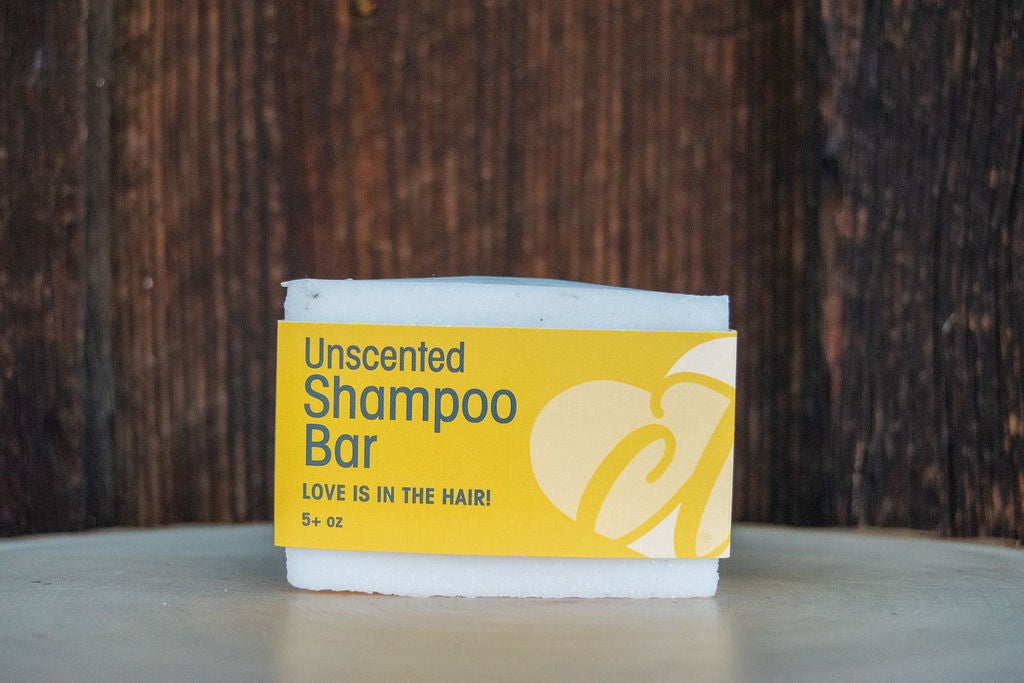 Unscented
Shampoo
Bar
LOVE IS IN THE HAIR!
5+ oz